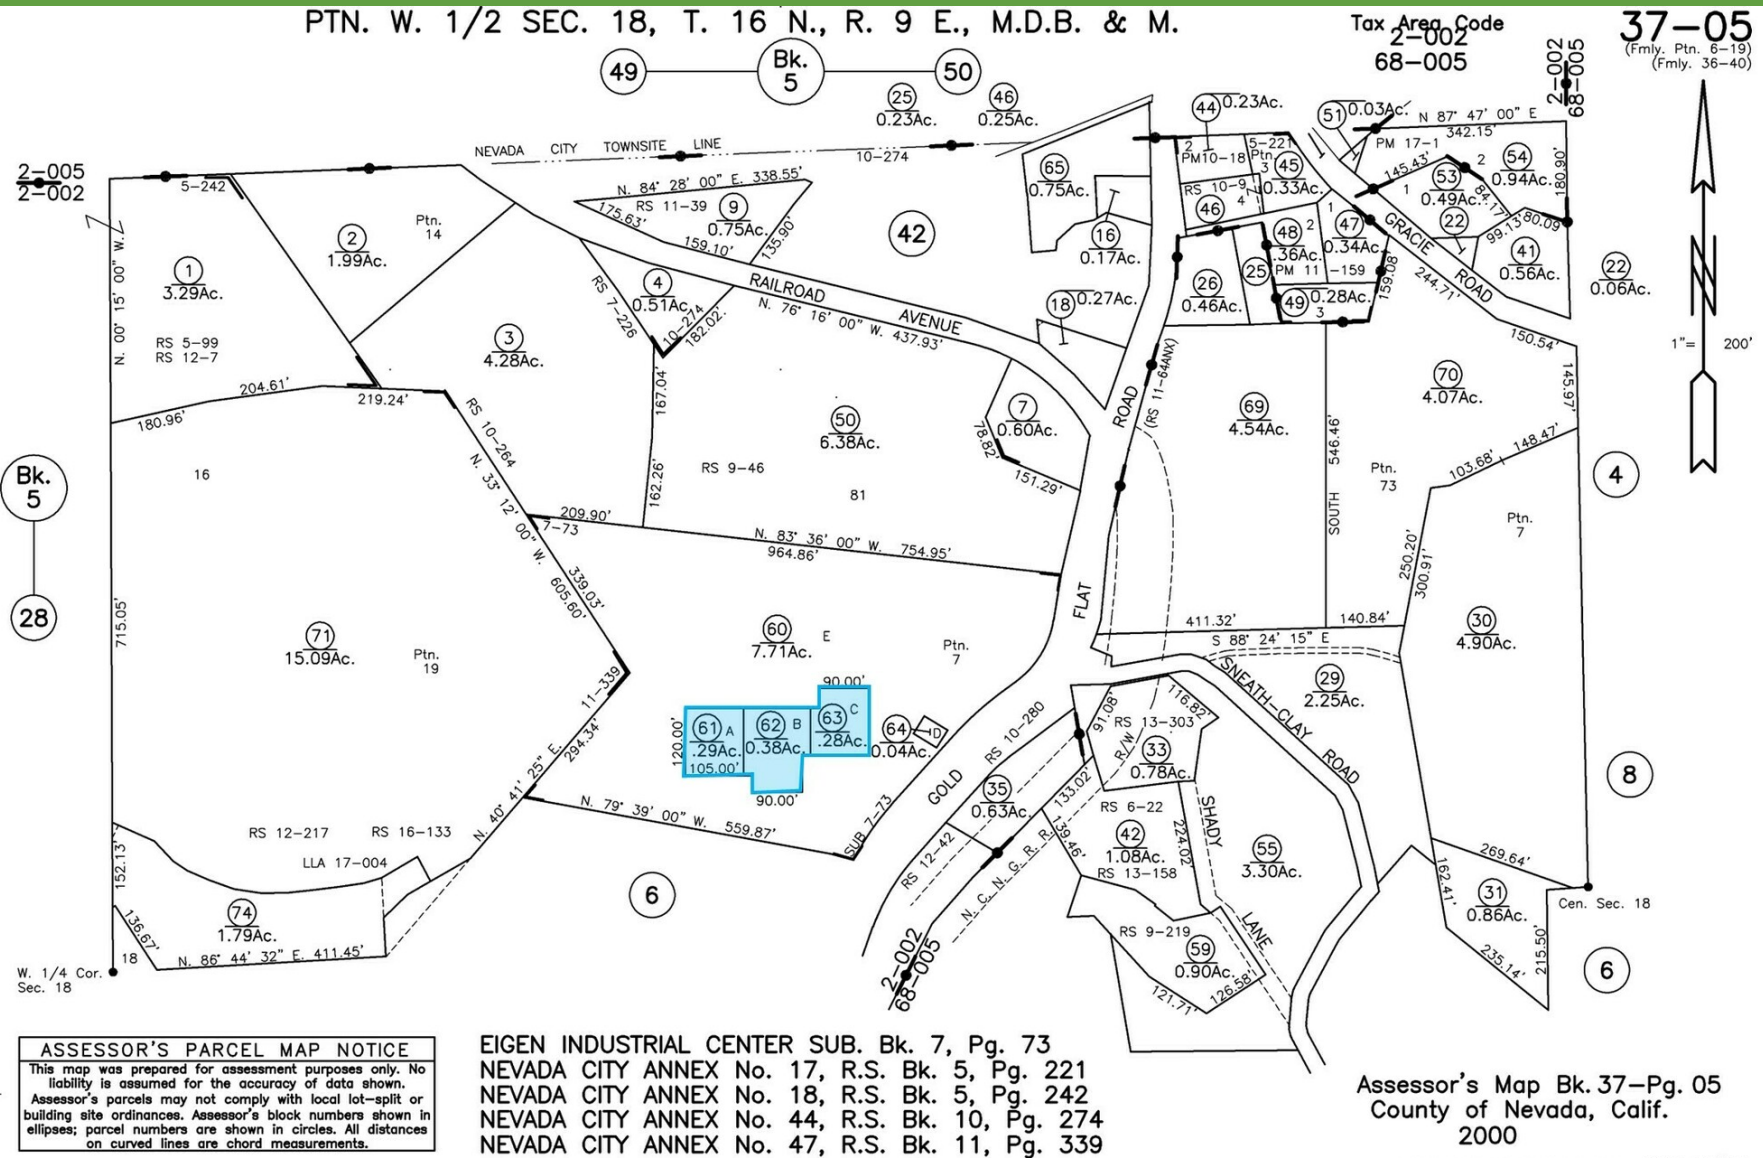 PTN. W. 1/2 SEC. 18, T. 16 N., R. 9 E., M.D.B. & M.
Tax Area Code
2-002
68-005
37-05
(Fmly. Ptn. 6-19)
(Fmly. 36-40)
49
Bk.
5
50
2-002
68-005
25
0.23Ac.
46
0.25Ac.
44 0.23Ac.
51 0.03Ac.
N 87° 47' 00" E
342.15'
NEVADA CITY TOWNSITE LINE
10-274
2-005
2-002
5-242
N. 00° 15' 00" W.
1
3.29Ac.
RS 5-99
RS 12-7
2
1.99Ac.
Ptn.
14
N. 84° 28' 00" E. 338.55'
RS 11-39
175.63'
9
0.75Ac.
159.10'
135.90'
42
65
0.75Ac.
16
0.17Ac.
18 0.27Ac.
2
PM10-18
5-221
Ptn.
3
45
0.33Ac.
RS 10-9
4
46
PM 17-1
145.43'
1
2
53
0.49Ac.
54
0.94Ac.
180.90'
84.17'
22
99.13'
80.09'
41
0.56Ac.
22
0.06Ac.
1
47
0.34Ac.
48
2
.36Ac.
PM 11-159
25
26
0.46Ac.
49 0.28Ac.
3
159.08'
GRACIE ROAD
244.71'
150.54'
145.97'
1"= 200'
4
0.51Ac.
RS 7-226
10-274
182.02.'
RAILROAD AVENUE
N. 76° 16' 00" W. 437.93'
3
4.28Ac.
167.04'
162.26'
204.61'
180.96'
219.24'
RS 10-264
N. 33° 12' 00" W. 605.60'
339.03'
50
6.38Ac.
RS 9-46
81
7
0.60Ac.
78.82'
151.29'
ROAD
(RS 11-64ANX)
69
4.54Ac.
SOUTH 546.46'
70
4.07Ac.
Ptn.
73
103.68'
148.47'
4
Bk.
5
28
16
209.90'
7-73
N. 83° 36' 00" W. 754.95'
964.86'
FLAT
250.20'
300.91'
Ptn.
7
30
4.90Ac.
715.05'
71
15.09Ac.
Ptn.
19
11-339
60
7.71Ac.
E
Ptn.
7
411.32'
140.84'
S 88° 24' 15" E
29
2.25Ac.
SNEATH-CLAY ROAD
90.00'
120.00'
61
A
.29Ac.
105.00'
62
B
0.38Ac.
90.00'
63
C
.28Ac.
64
0.04Ac.
D
GOLD
RS 10-280
91.08'
116.82'
RS 13-303
R/W
33
0.78Ac.
8
N. 40° 41' 25" E.
294.34'
N. 79° 39' 00" W. 559.87'
SUB 7-73
35
0.63Ac.
133.02'
RS 12-42
N. C. N. G. R. R.
RS 6-22
139.46'
42
1.08Ac.
RS 13-158
224.02'
SHADY LANE
55
3.30Ac.
269.64'
162.41'
31
0.86Ac.
Cen. Sec. 18
215.50'
235.14'
6
RS 12-217
RS 16-133
LLA 17-004
152.13'
136.67'
74
1.79Ac.
18
N. 86° 44' 32" E. 411.45'
W. 1/4 Cor.
Sec. 18
6
2-002
68-005
RS 9-219
59
0.90Ac.
121.71'
126.58'
ASSESSOR'S PARCEL MAP NOTICE
This map was prepared for assessment purposes only. No
liability is assumed for the accuracy of data shown.
Assessor's parcels may not comply with local lot-split or
building site ordinances. Assessor's block numbers shown in
ellipses; parcel numbers are shown in circles. All distances
on curved lines are chord measurements.
EIGEN INDUSTRIAL CENTER SUB. Bk. 7, Pg. 73
NEVADA CITY ANNEX No. 17, R.S. Bk. 5, Pg. 221
NEVADA CITY ANNEX No. 18, R.S. Bk. 5, Pg. 242
NEVADA CITY ANNEX No. 44, R.S. Bk. 10, Pg. 274
NEVADA CITY ANNEX No. 47, R.S. Bk. 11, Pg. 339
Assessor's Map Bk.37-Pg. 05
County of Nevada, Calif.
2000